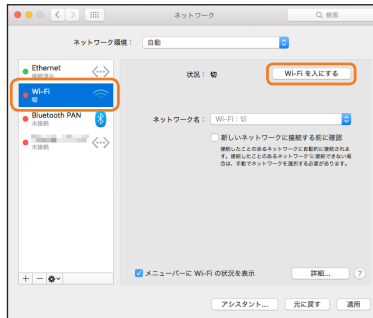 ネットワーク
検索
ネットワーク環境： 自動
Ethernet
接続済み
Wi-Fi
切
Bluetooth PAN
未接続
未接続
状況： 切
Wi-Fi を入にする
ネットワーク名： Wi-Fi：切
新しいネットワークに接続する前に確認
接続したことのあるネットワークに自動的に接続されま
す。接続したことのあるネットワークに接続できない場
合は、手動でネットワークを選択する必要があります。
メニューバーに Wi-Fi の状況を表示
詳細...
?
アシスタント...
元に戻す
適用